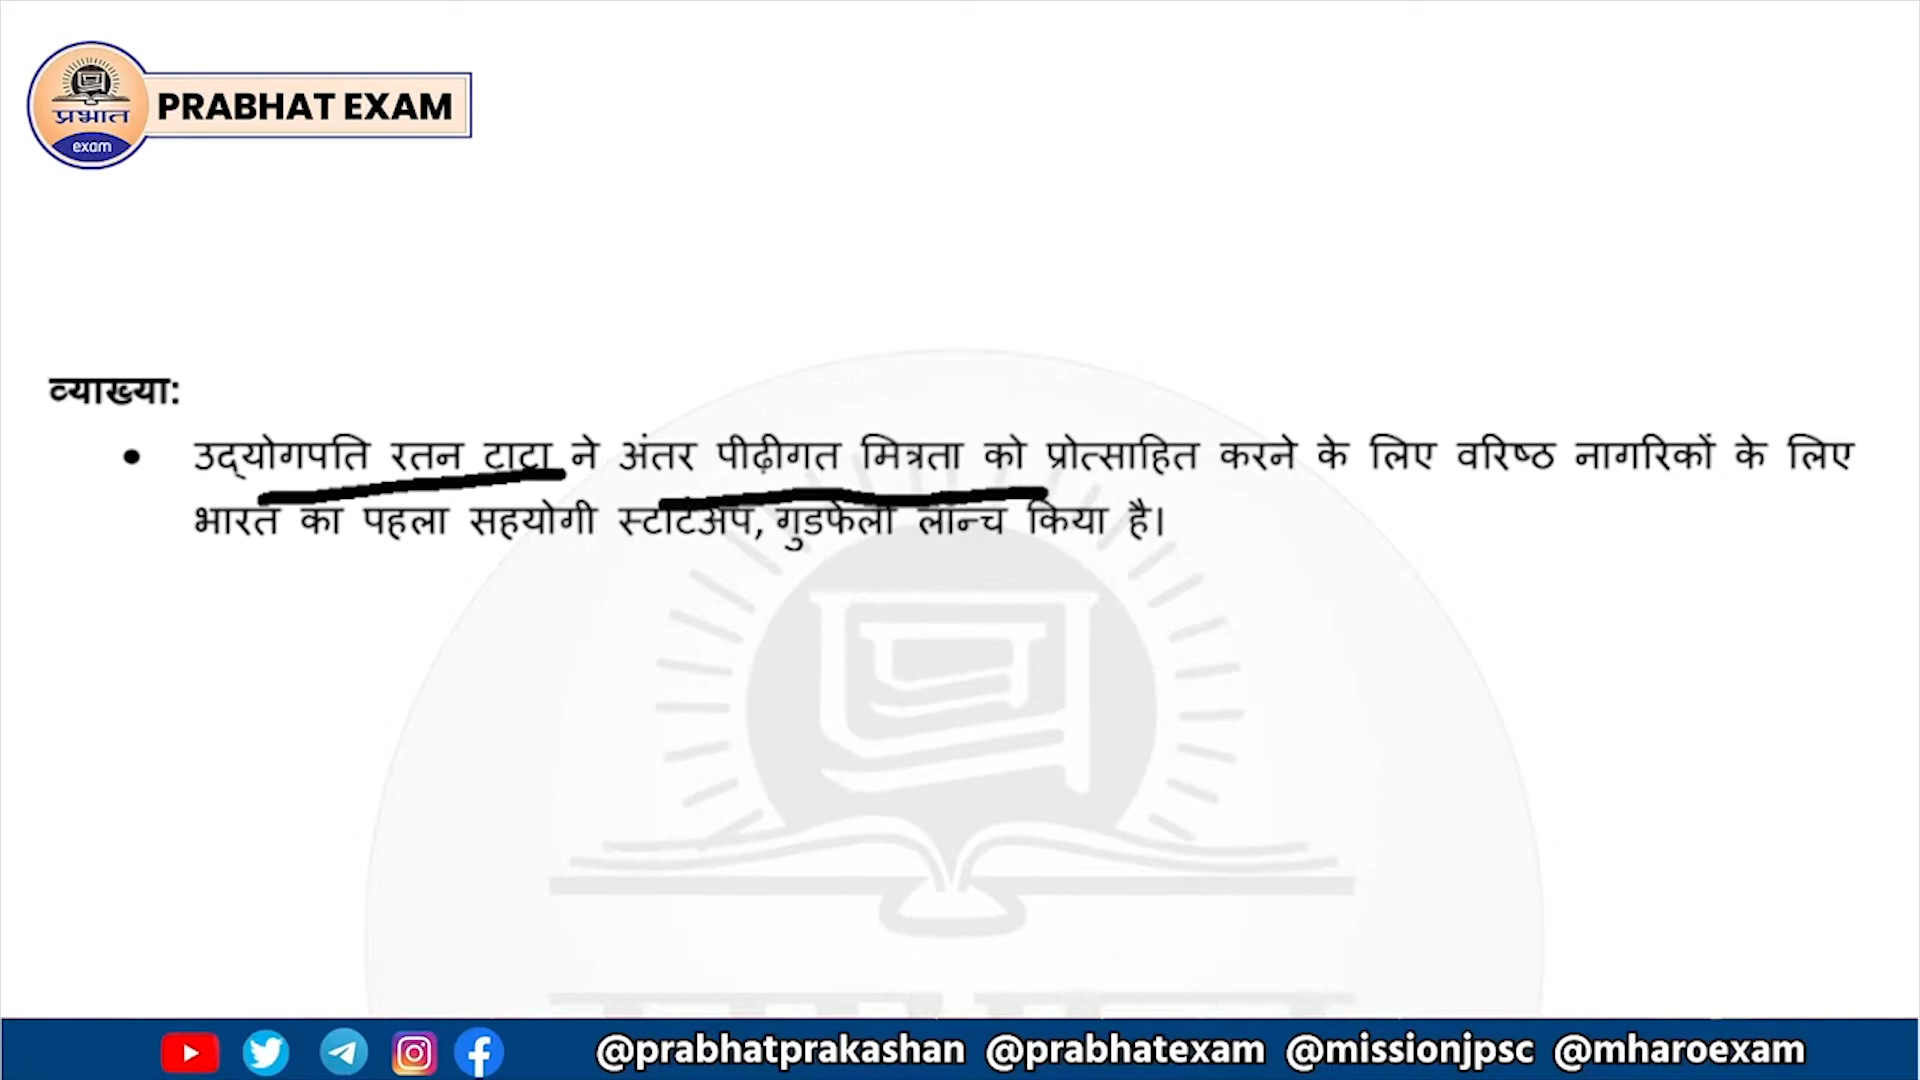 प्रभात
exam
PRABHAT EXAM
व्याख्या:
• उद्योगपति रतन टाटा ने अंतर पीढ़ीगत मित्रता को प्रोत्साहित करने के लिए वरिष्ठ नागरिकों के लिए
भारत का पहला सहयोगी स्टार्टअप, गुडफेलो लॉन्च किया है।
@prabhatprakashan @prabhatexam @missionjpsc @mharoexam